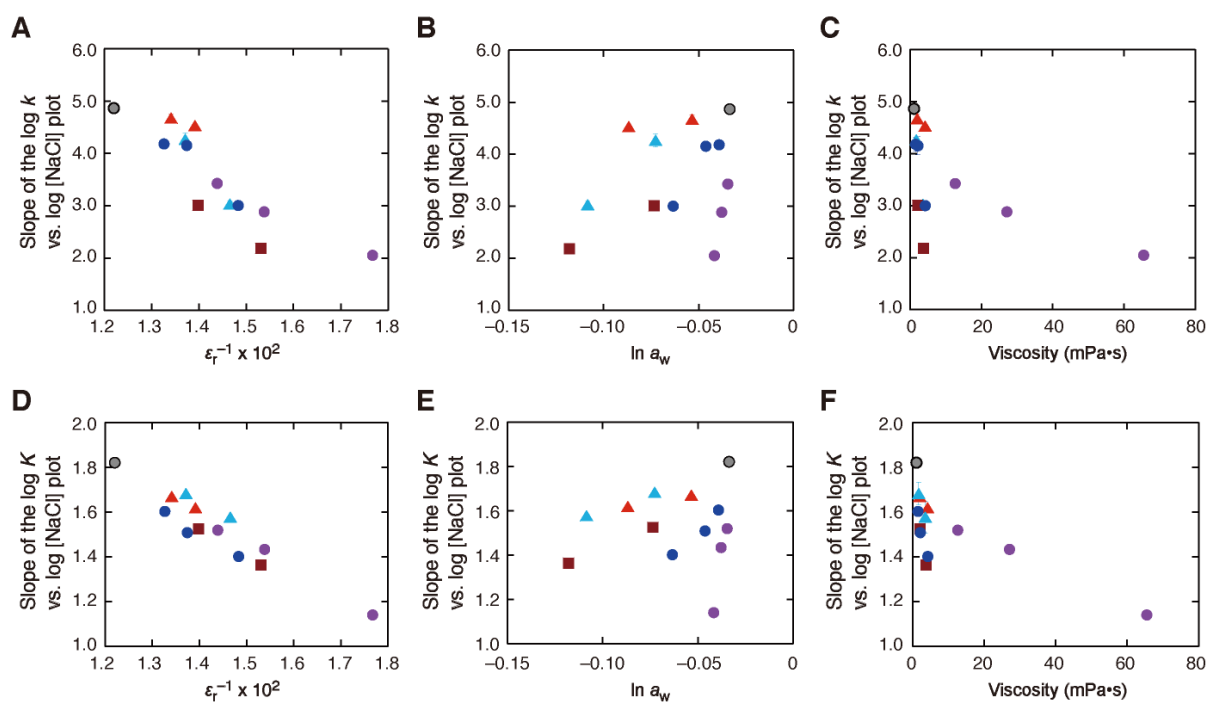 A
Slope of the log k
vs. log [NaCl] plot
6.0
5.0
4.0
3.0
2.0
1.0
1.2 1.3 1.4 1.5 1.6 1.7 1.8
εr⁻¹ x 10²
B
Slope of the log k
vs. log [NaCl] plot
6.0
5.0
4.0
3.0
2.0
1.0
−0.15 −0.10 −0.05 0
ln aw
C
Slope of the log k
vs. log [NaCl] plot
6.0
5.0
4.0
3.0
2.0
1.0
0 20 40 60 80
Viscosity (mPa•s)
D
Slope of the log K
vs. log [NaCl] plot
2.0
1.8
1.6
1.4
1.2
1.0
1.2 1.3 1.4 1.5 1.6 1.7 1.8
εr⁻¹ x 10²
E
Slope of the log K
vs. log [NaCl] plot
2.0
1.8
1.6
1.4
1.2
1.0
−0.15 −0.10 −0.05 0
ln aw
F
Slope of the log K
vs. log [NaCl] plot
2.0
1.8
1.6
1.4
1.2
1.0
0 20 40 60 80
Viscosity (mPa•s)